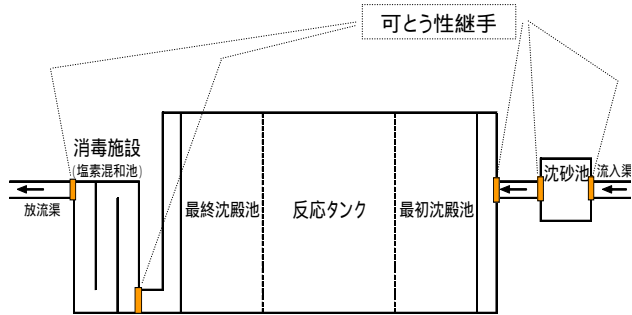 可とう性継手
消毒施設
(塩素混和池)
沈砂池
流入渠
放流渠
最終沈殿池
反応タンク
最初沈殿池